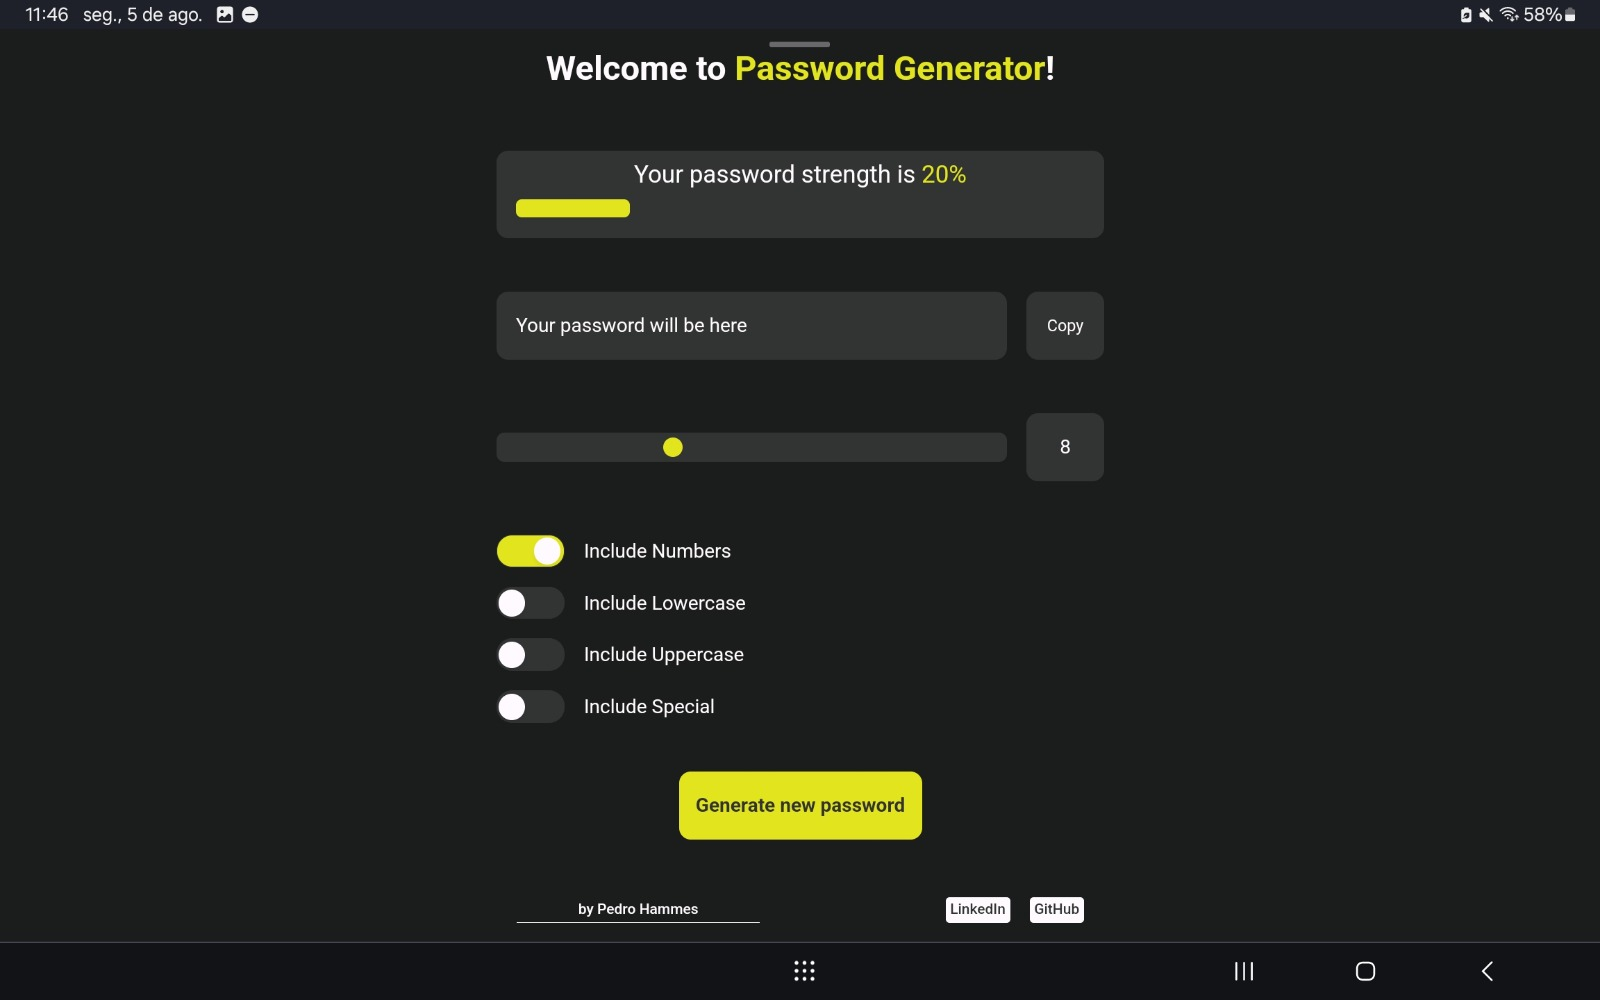 11:46 seg., 5 de ago. 58%
Welcome to Password Generator!
Your password strength is 20%
Your password will be here Copy
8
Include Numbers
Include Lowercase
Include Uppercase
Include Special
Generate new password
by Pedro Hammes LinkedIn GitHub